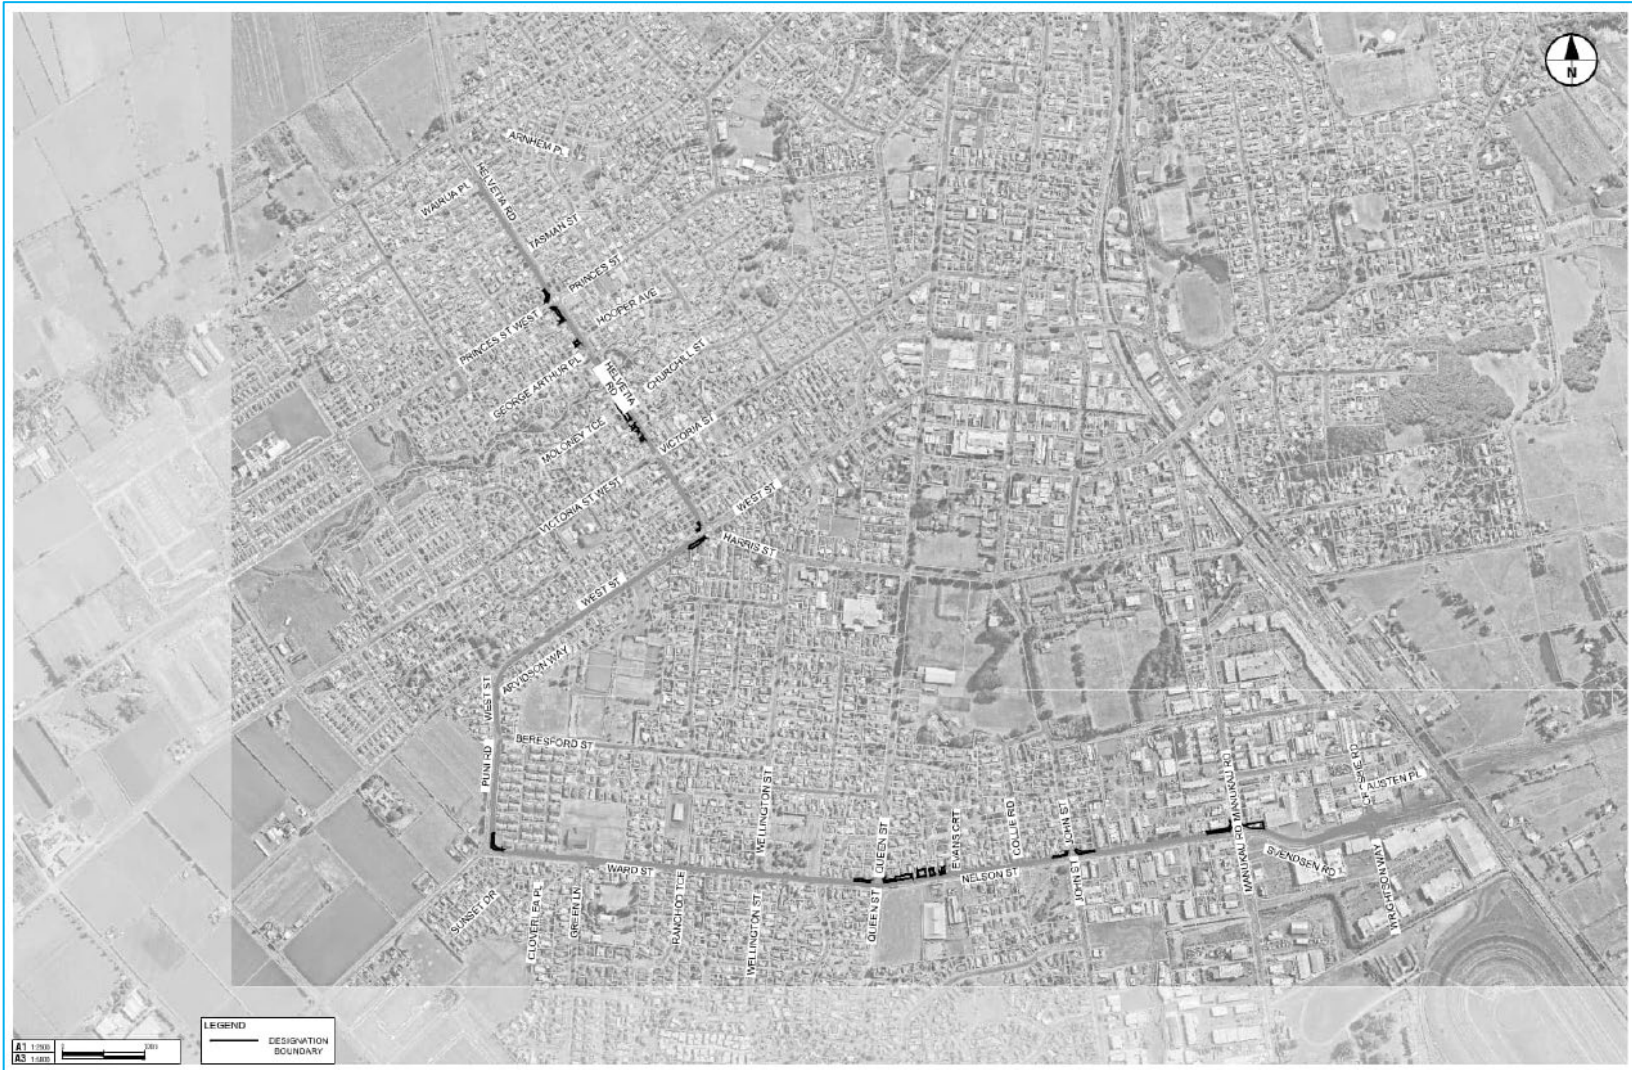 N
ARNHEM PL
HELVETIA RD
WAIRUA PL
TASMAN ST
PRINCES ST
HOOPER AVE
PRINCES ST WEST
GEORGE ARTHUR PL
HELVETIA
RD
CHURCHILL ST
MOLONEY TCE
VICTORIA ST
VICTORIA ST WEST
WEST ST
HARRIS ST
WEST ST
ARVIDSON WAY
WEST ST
BERESFORD ST
PUNI RD
WELLINGTON ST
QUEEN ST
EVANS CRT
COLLIE RD
JOHN ST
MANUKAU RD
MANUKAU RD
AUSTEN PL
SVENDSEN RD
WARD ST
NELSON ST
JOHN ST
MANUKAU RD
WRIGHTSON WAY
SUNSET DR
CLOVERLEA PL
GREEN LN
RANCHOD TCE
WELLINGTON ST
QUEEN ST
LEGEND
DESIGNATION
BOUNDARY
A1
A3